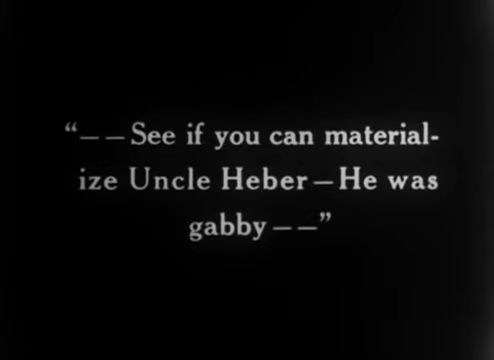 “——See if you can material-
ize Uncle Heber—He was
gabby——”